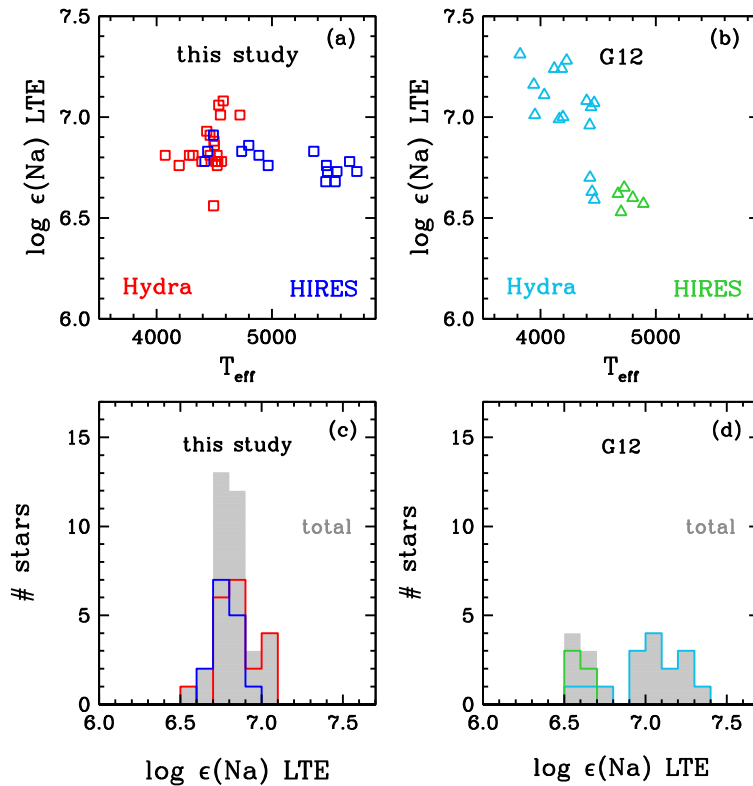 7.5
7.0
6.5
6.0
log ϵ(Na) LTE
(a)
this study
Hydra
HIRES
4000
5000
T_eff
7.5
7.0
6.5
6.0
log ϵ(Na) LTE
(b)
G12
Hydra
HIRES
4000
5000
T_eff
15
10
5
0
# stars
(c)
this study
total
6.0
6.5
7.0
7.5
log ϵ(Na) LTE
15
10
5
0
# stars
(d)
G12
total
6.0
6.5
7.0
7.5
log ϵ(Na) LTE